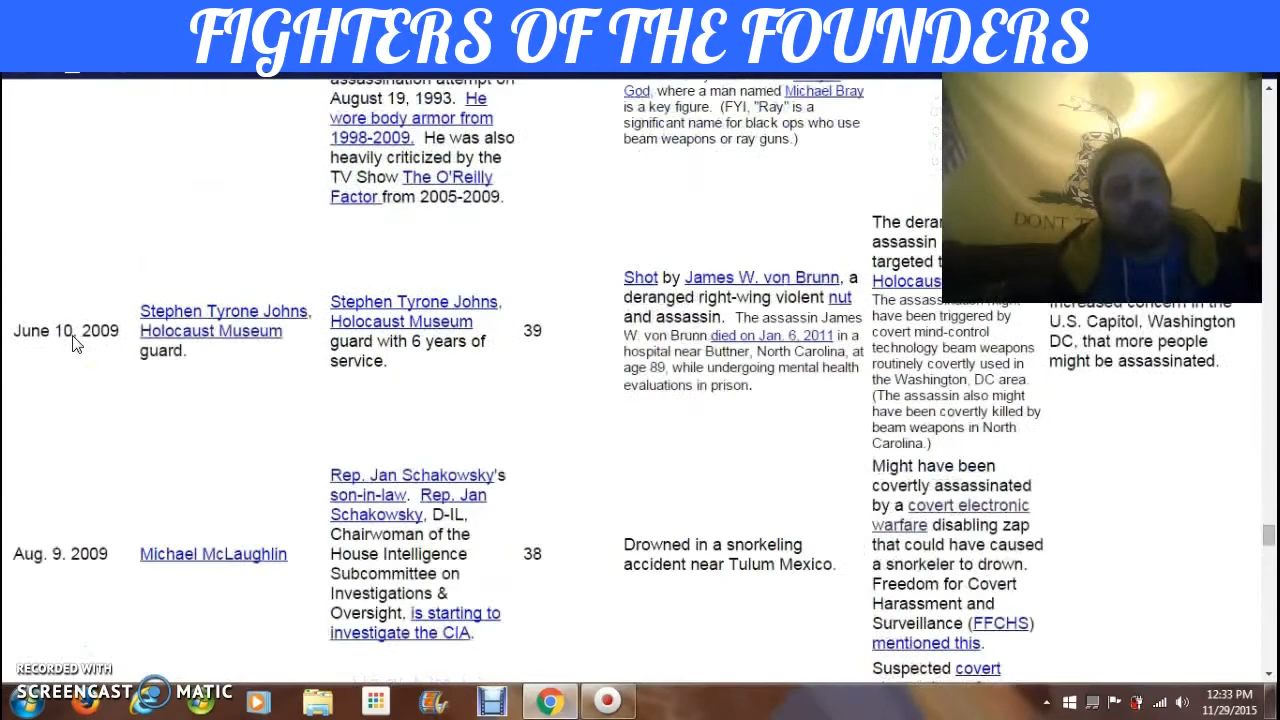 FIGHTERS OF THE FOUNDERS
assassination attempt on
August 19, 1993. He
wore body armor from
1998-2009. He was also
heavily criticized by the
TV Show The O'Reilly
Factor from 2005-2009.
God, where a man named Michael Bray
is a key figure. (FYI, "Ray" is a
significant name for black ops who use
beam weapons or ray guns.)
DONT
June 10, 2009
Stephen Tyrone Johns,
Holocaust Museum
guard.
Stephen Tyrone Johns,
Holocaust Museum
guard with 6 years of
service.
39
Shot by James W. von Brunn, a
deranged right-wing violent nut
and assassin. The assassin James
W. von Brunn died on Jan. 6, 2011 in a
hospital near Buttner, North Carolina, at
age 89, while undergoing mental health
evaluations in prison.
The
assassin
targeted
Holocaus
The assassination might
have been triggered by
covert mind-control
technology beam weapons
routinely covertly used in
the Washington, DC area.
(The assassin also might
have been covertly killed by
beam weapons in North
Carolina.)
increased concern in the
U.S. Capitol, Washington
DC, that more people
might be assassinated.
Aug. 9. 2009
Michael McLaughlin
Rep. Jan Schakowsky's
son-in-law. Rep. Jan
Schakowsky, D-IL,
Chairwoman of the
House Intelligence
Subcommittee on
Investigations &
Oversight, is starting to
investigate the CIA.
38
Drowned in a snorkeling
accident near Tulum Mexico.
Might have been
covertly assassinated
by a covert electronic
warfare disabling zap
that could have caused
a snorkeler to drown.
Freedom for Covert
Harassment and
Surveillance (FFCHS)
mentioned this.
Suspected covert
RECORDED WITH
SCREENCAST MATIC
12:33 PM
11/29/2015